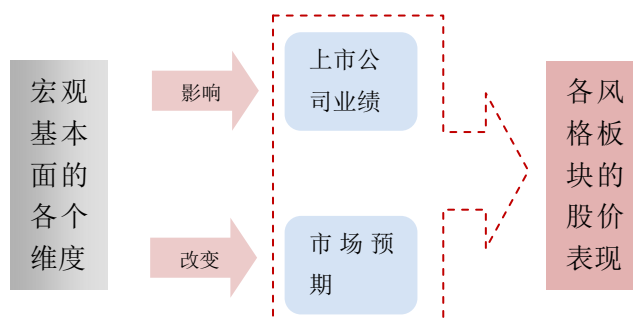 宏观
基本
面的
各个
维度
影响
改变
上市公
司业绩
市场预
期
各风
格板
块的
股价
表现